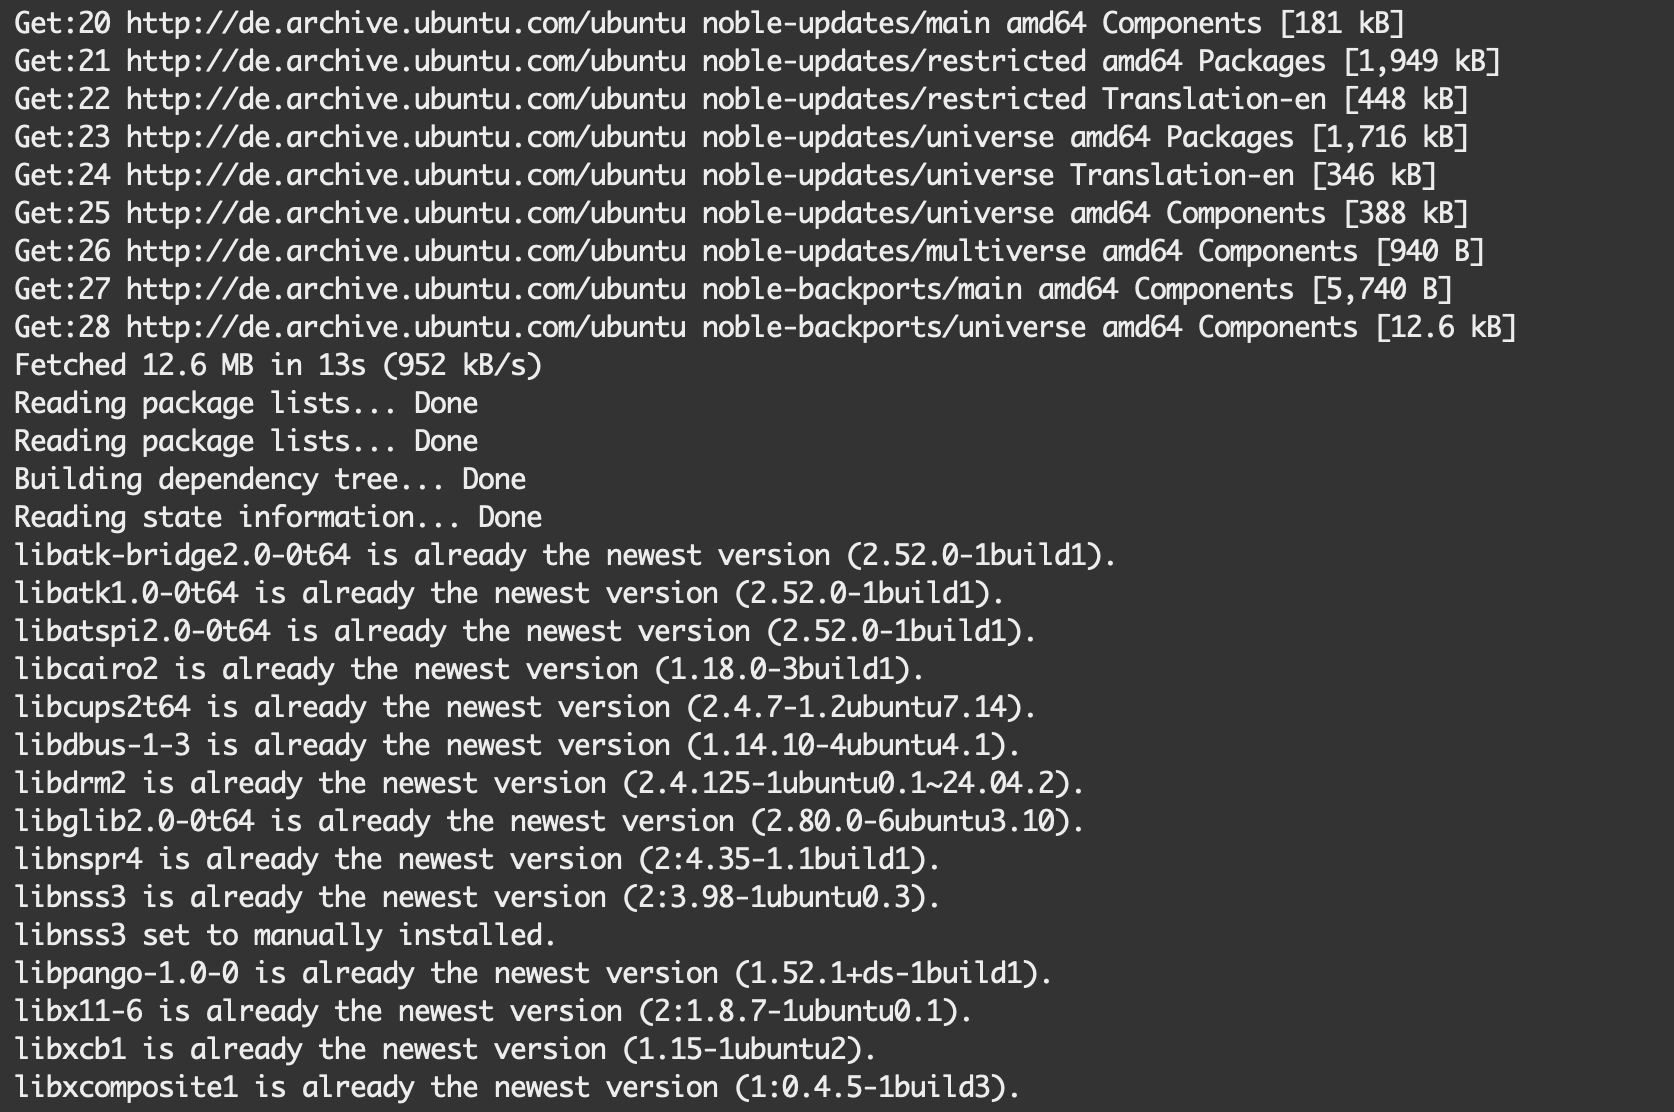 Get:20 http://de.archive.ubuntu.com/ubuntu noble-updates/main amd64 Components [181 kB]
Get:21 http://de.archive.ubuntu.com/ubuntu noble-updates/restricted amd64 Packages [1,949 kB]
Get:22 http://de.archive.ubuntu.com/ubuntu noble-updates/restricted Translation-en [448 kB]
Get:23 http://de.archive.ubuntu.com/ubuntu noble-updates/universe amd64 Packages [1,716 kB]
Get:24 http://de.archive.ubuntu.com/ubuntu noble-updates/universe Translation-en [346 kB]
Get:25 http://de.archive.ubuntu.com/ubuntu noble-updates/universe amd64 Components [388 kB]
Get:26 http://de.archive.ubuntu.com/ubuntu noble-updates/multiverse amd64 Components [940 B]
Get:27 http://de.archive.ubuntu.com/ubuntu noble-backports/main amd64 Components [5,740 B]
Get:28 http://de.archive.ubuntu.com/ubuntu noble-backports/universe amd64 Components [12.6 kB]
Fetched 12.6 MB in 13s (952 kB/s)
Reading package lists... Done
Reading package lists... Done
Building dependency tree... Done
Reading state information... Done
libatk-bridge2.0-0t64 is already the newest version (2.52.0-1build1).
libatk1.0-0t64 is already the newest version (2.52.0-1build1).
libatspi2.0-0t64 is already the newest version (2.52.0-1build1).
libcairo2 is already the newest version (1.18.0-3build1).
libcups2t64 is already the newest version (2.4.7-1.2ubuntu7.14).
libdbus-1-3 is already the newest version (1.14.10-4ubuntu4.1).
libdrm2 is already the newest version (2.4.125-1ubuntu0.1~24.04.2).
libglib2.0-0t64 is already the newest version (2.80.0-6ubuntu3.10).
libnspr4 is already the newest version (2:4.35-1.1build1).
libnss3 is already the newest version (2:3.98-1ubuntu0.3).
libnss3 set to manually installed.
libpango-1.0-0 is already the newest version (1.52.1+ds-1build1).
libx11-6 is already the newest version (2:1.8.7-1ubuntu0.1).
libxcb1 is already the newest version (1.15-1ubuntu2).
libxcomposite1 is already the newest version (1:0.4.5-1build3).